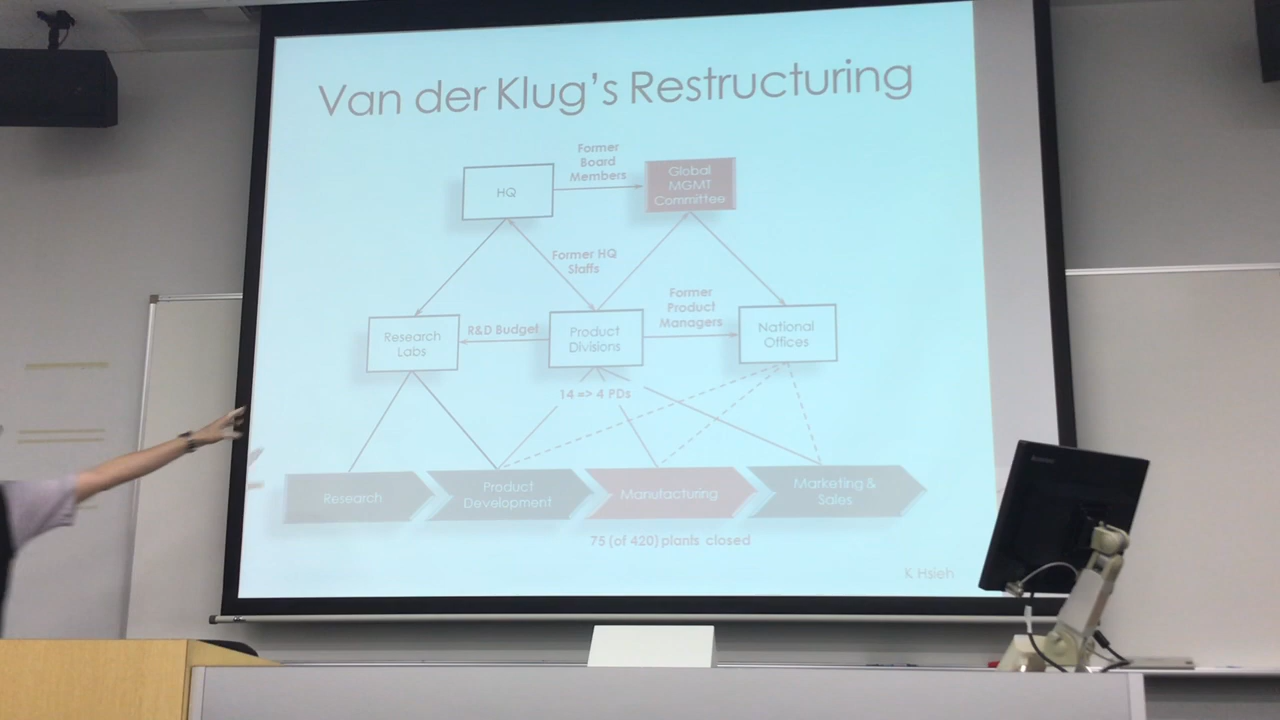 Van der Klug's Restructuring
Former
Board
Members
HQ
Global
MGMT
Committee
Former HQ
Staffs
Former
Product
Managers
Research
Labs
R&D Budget
Product
Divisions
National
Offices
14 => 4 PDs
Research
Product
Development
Manufacturing
Marketing &
Sales
75 (of 420) plants closed
K Hsieh